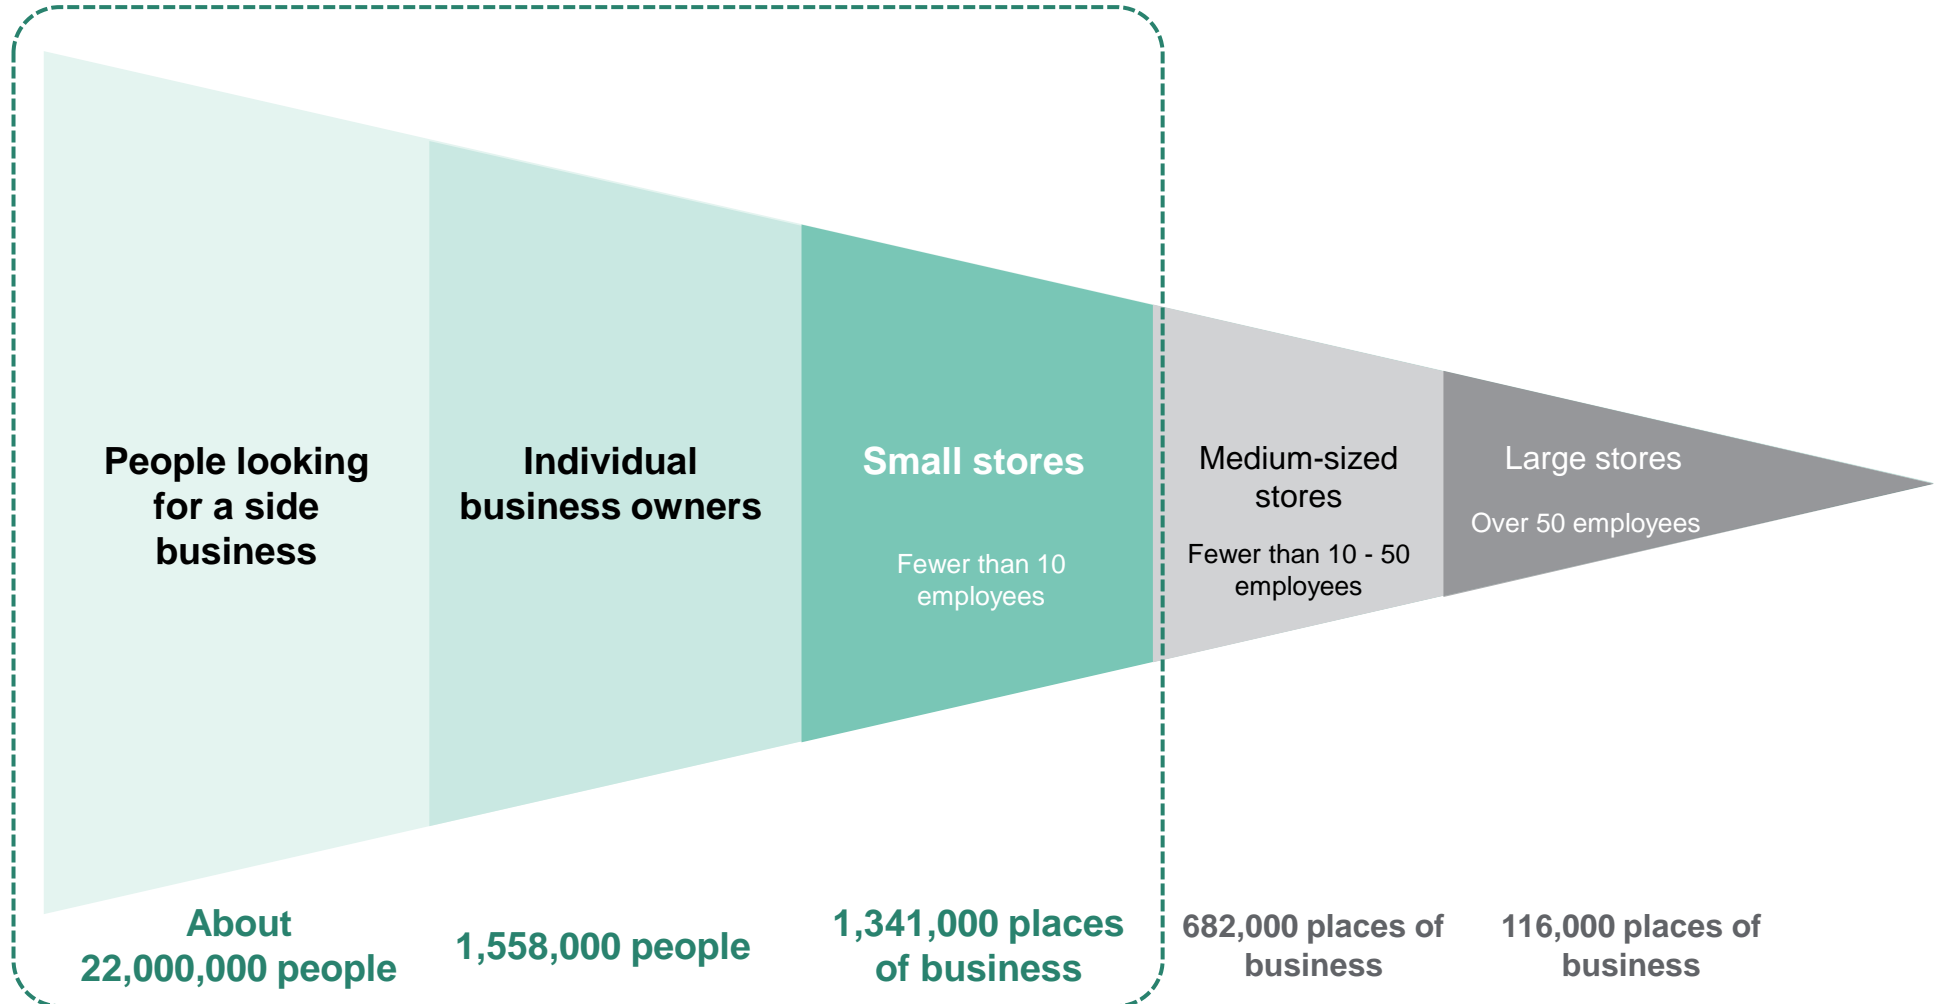 People looking
for a side
business
Individual
business owners
Small stores
Fewer than 10
employees
Medium-sized
stores
Fewer than 10 - 50
employees
Large stores
Over 50 employees
About
22,000,000 people
1,558,000 people
1,341,000 places
of business
682,000 places of
business
116,000 places of
business